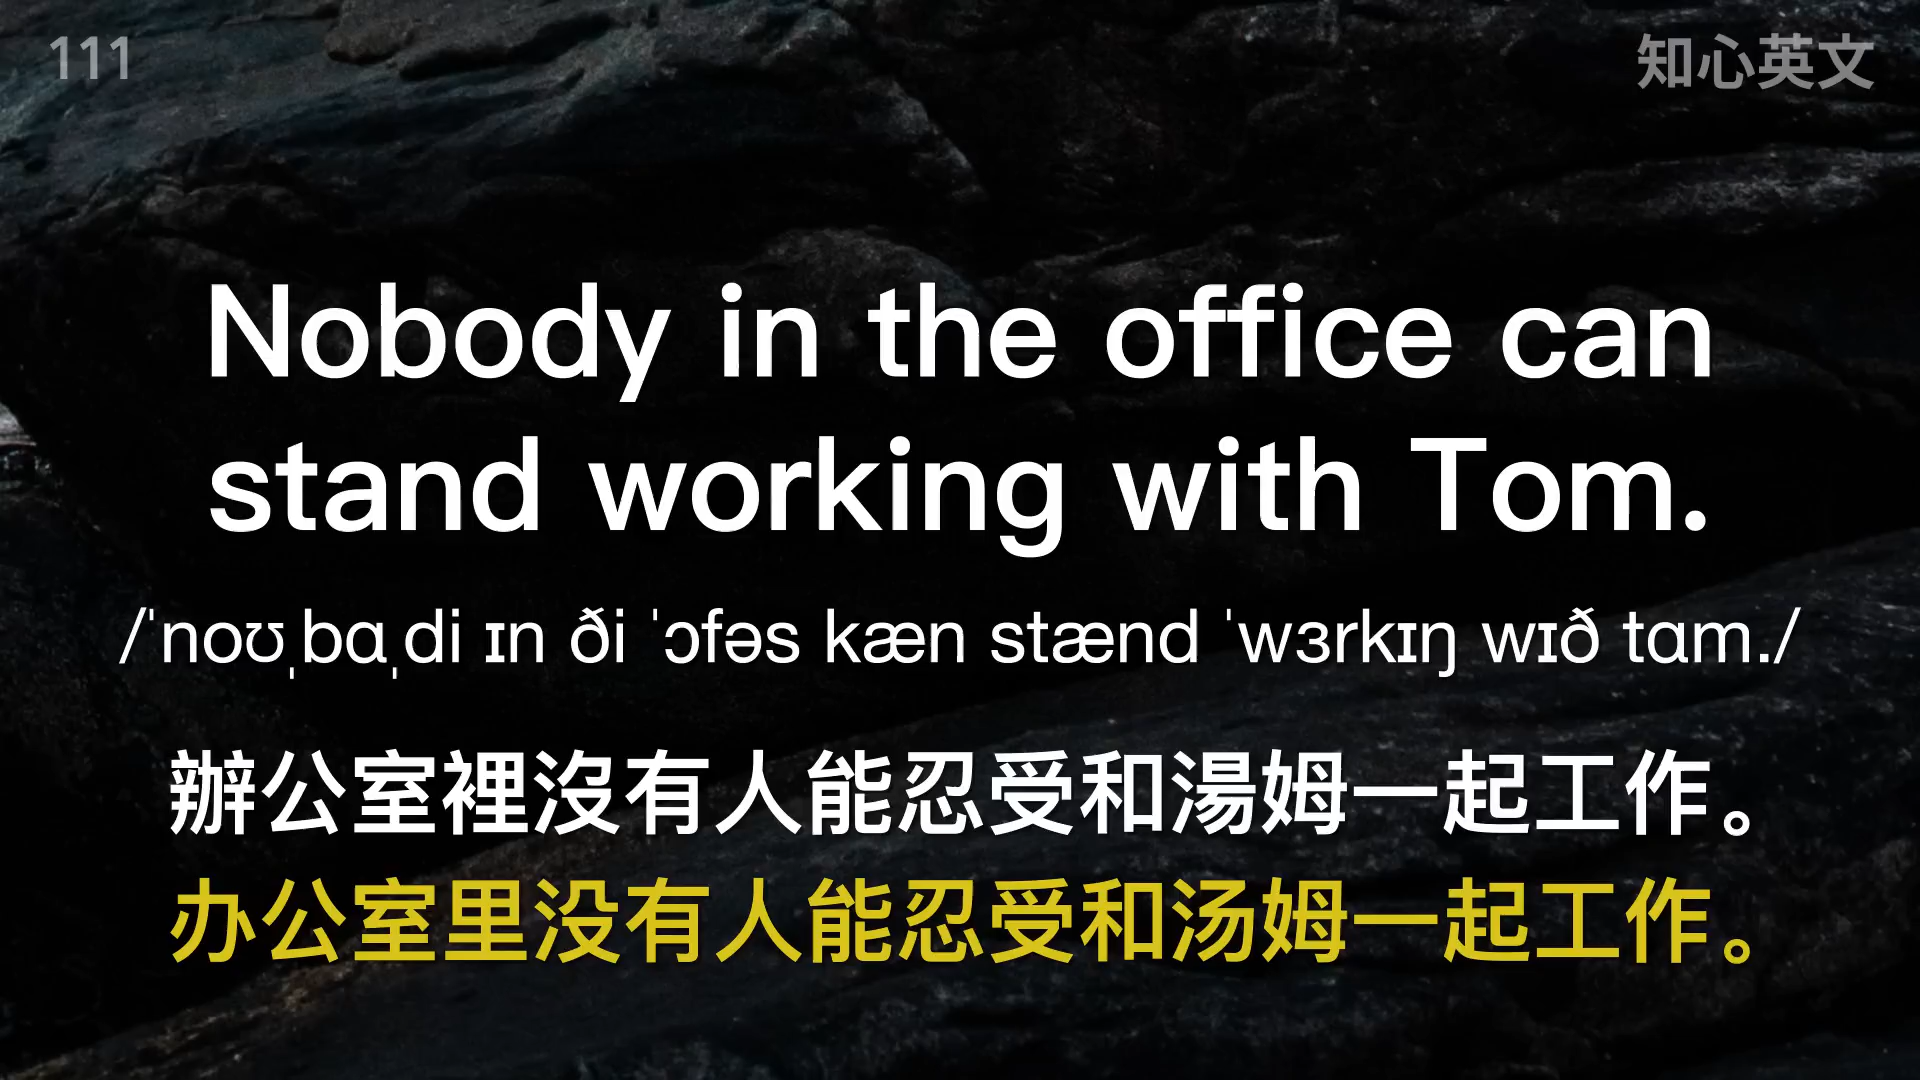 111
知心英文
Nobody in the office can
stand working with Tom.
/ˈnoʊˌbɑˌdi ɪn ði ˈɔfəs kæn stænd ˈwɜrkɪŋ wɪð tɑm./
辦公室裡沒有人能忍受和湯姆一起工作。
办公室里没有人能忍受和汤姆一起工作。